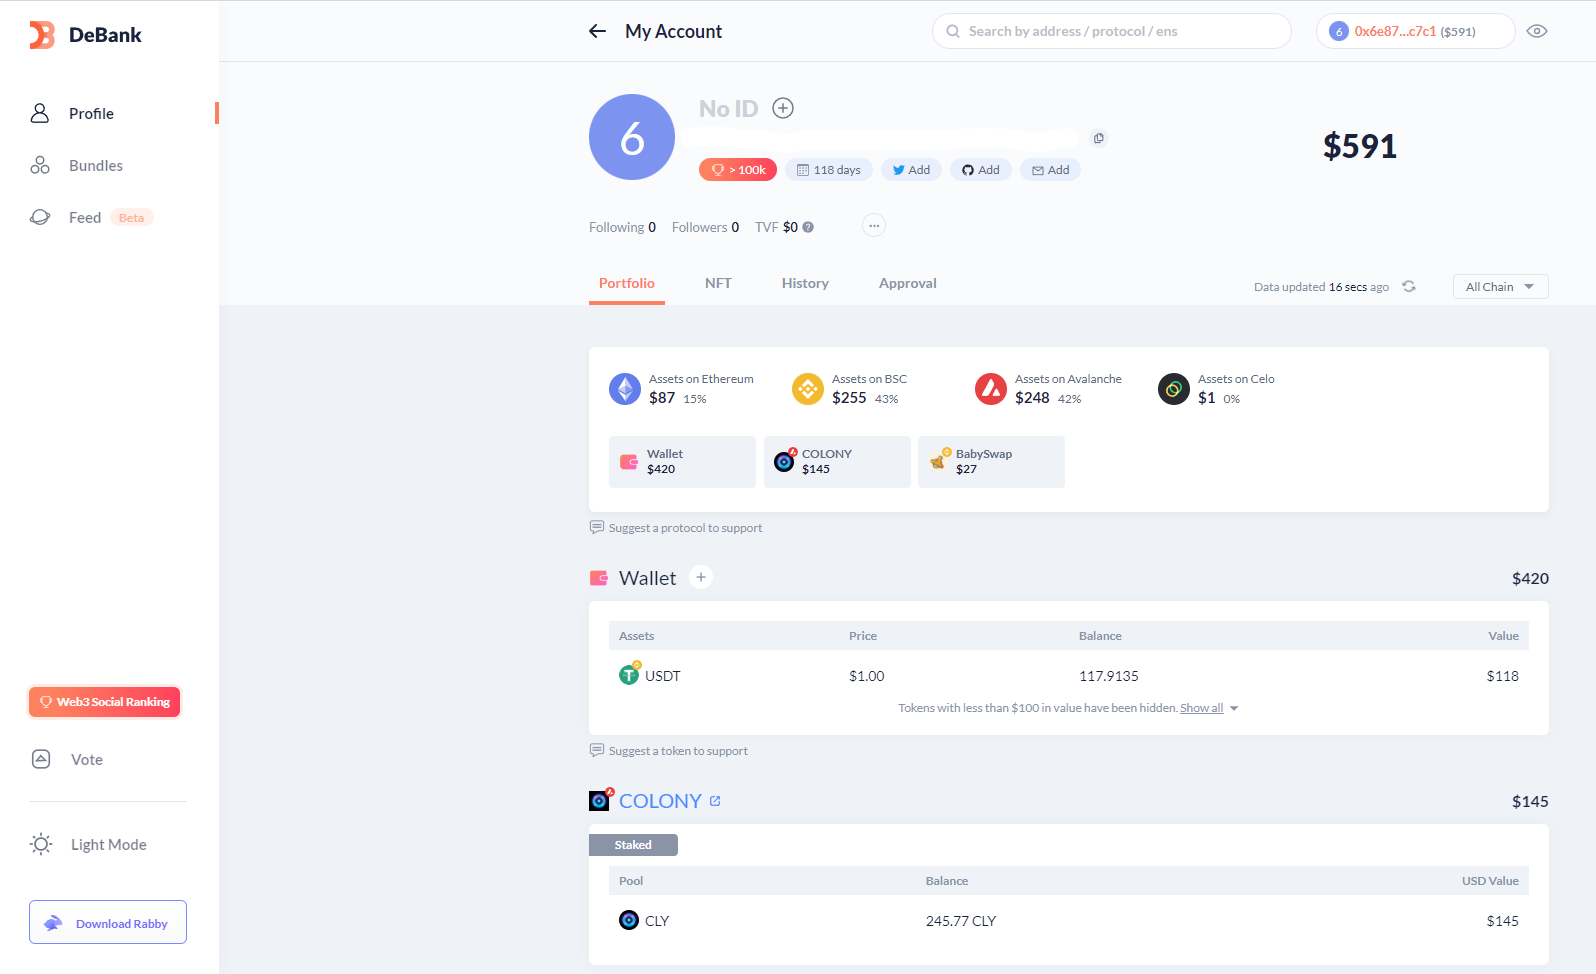 DeBank
My Account
Search by address / protocol / ens
6 0x6e87...c7c1 ($591)
Profile
Bundles
Feed Beta
6
No ID
> 100k 118 days Add Add Add
$591
Following 0 Followers 0 TVF $0 ?
Portfolio NFT History Approval
Data updated 16 secs ago
All Chain
Assets on Ethereum
$87 15%
Assets on BSC
$255 43%
Assets on Avalanche
$248 42%
Assets on Celo
$1 0%
Wallet
$420
COLONY
$145
BabySwap
$27
Suggest a protocol to support
Wallet + $420
Assets Price Balance Value
USDT $1.00 117.9135 $118
Tokens with less than $100 in value have been hidden. Show all
Suggest a token to support
COLONY $145
Staked
Pool Balance USD Value
CLY 245.77 CLY $145
Web3 Social Ranking
Vote
Light Mode
Download Rabby